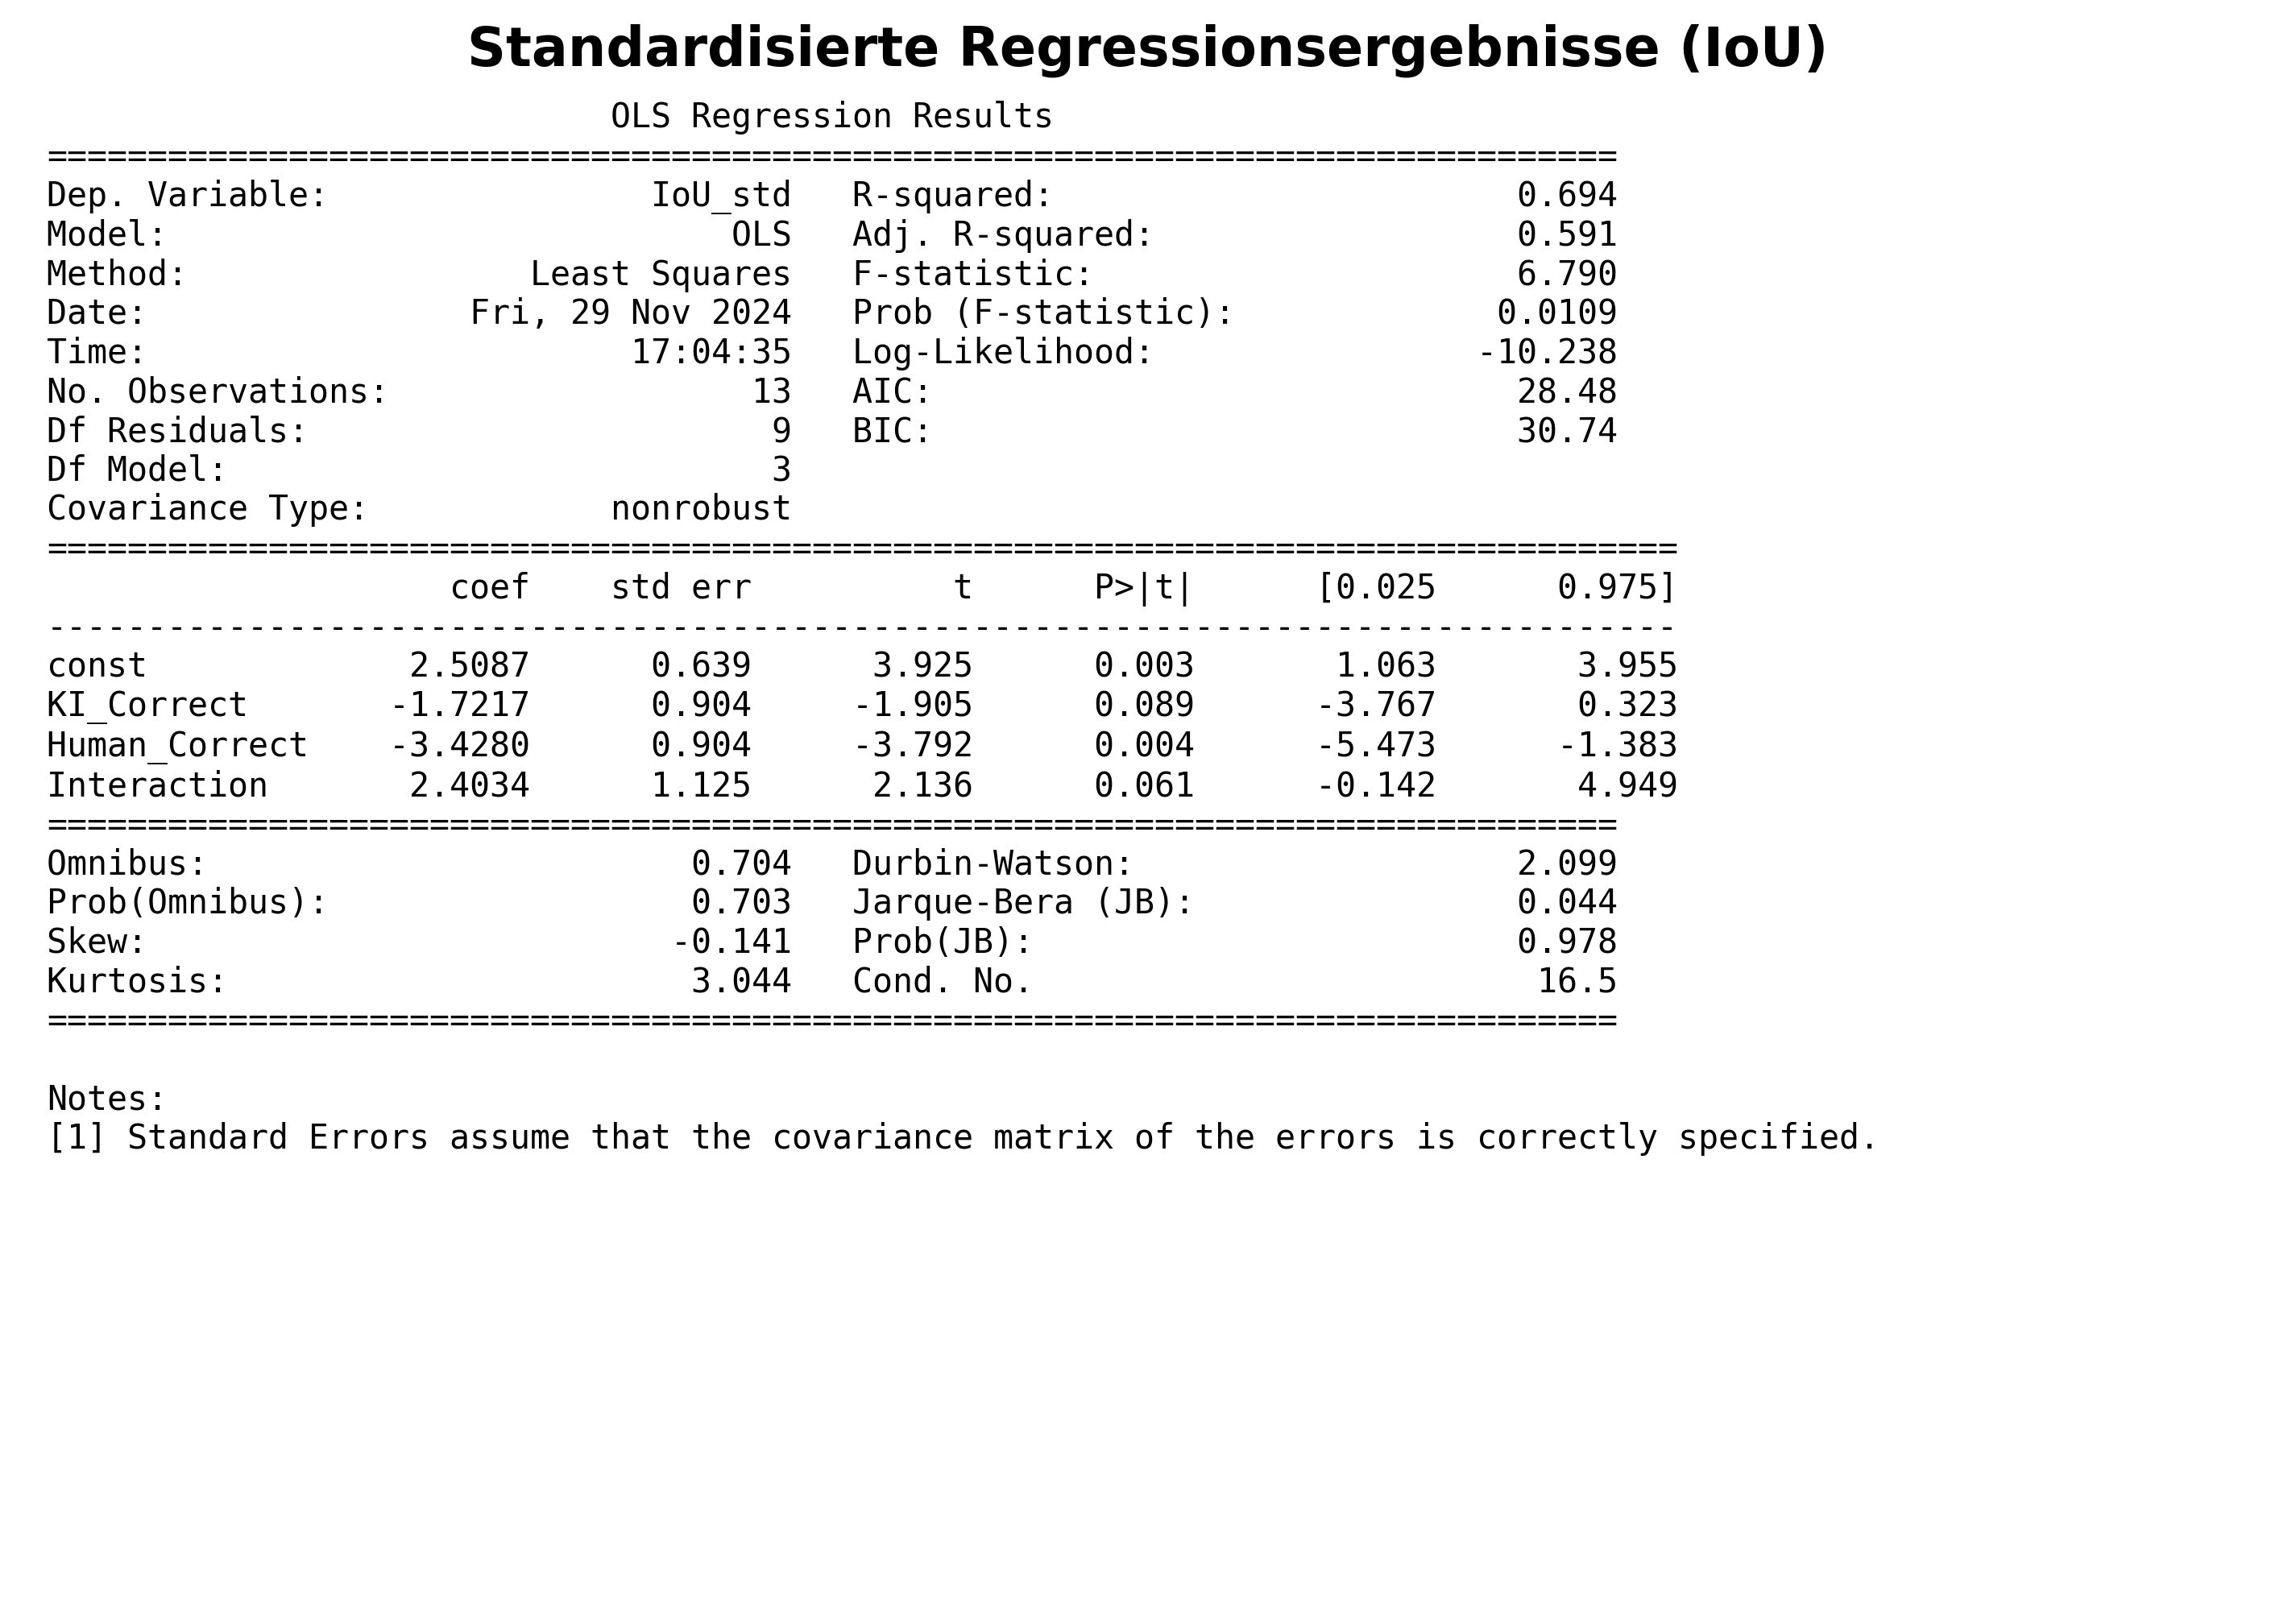 Standardisierte Regressionsergebnisse (IoU)
                            OLS Regression Results
==============================================================================
Dep. Variable:                IoU_std   R-squared:                       0.694
Model:                            OLS   Adj. R-squared:                  0.591
Method:                 Least Squares   F-statistic:                     6.790
Date:                Fri, 29 Nov 2024   Prob (F-statistic):             0.0109
Time:                        17:04:35   Log-Likelihood:                -10.238
No. Observations:                  13   AIC:                             28.48
Df Residuals:                       9   BIC:                             30.74
Df Model:                           3
Covariance Type:            nonrobust
=================================================================================
                    coef    std err          t      P>|t|      [0.025      0.975]
---------------------------------------------------------------------------------
const             2.5087      0.639      3.925      0.003       1.063       3.955
KI_Correct       -1.7217      0.904     -1.905      0.089      -3.767       0.323
Human_Correct    -3.4280      0.904     -3.792      0.004      -5.473      -1.383
Interaction       2.4034      1.125      2.136      0.061      -0.142       4.949
==============================================================================
Omnibus:                        0.704   Durbin-Watson:                   2.099
Prob(Omnibus):                  0.703   Jarque-Bera (JB):                0.044
Skew:                          -0.141   Prob(JB):                        0.978
Kurtosis:                       3.044   Cond. No.                         16.5
==============================================================================
Notes:
[1] Standard Errors assume that the covariance matrix of the errors is correctly specified.